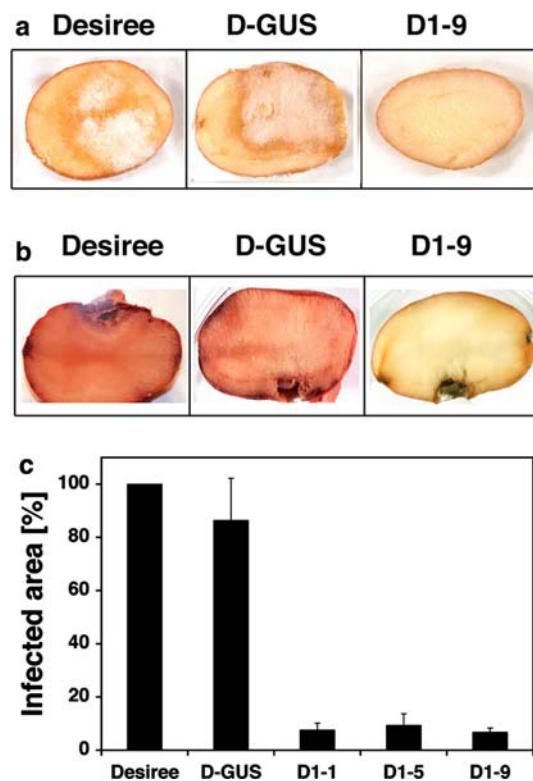 a Desiree D-GUS D1-9
b Desiree D-GUS D1-9
c
Infected area [%]
100
80
60
40
20
0
Desiree D-GUS D1-1 D1-5 D1-9